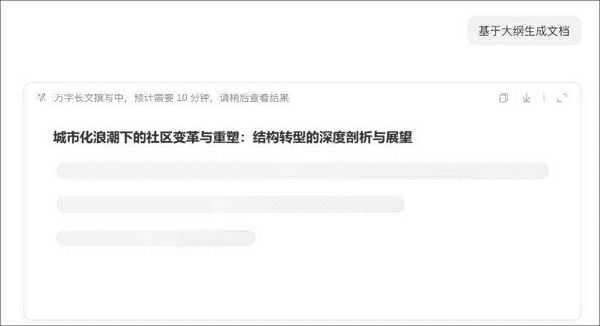 基于大纲生成文档
万字长文撰写中，预计需要 10 分钟，请稍后查看结果
城市化浪潮下的社区变革与重塑：结构转型的深度剖析与展望